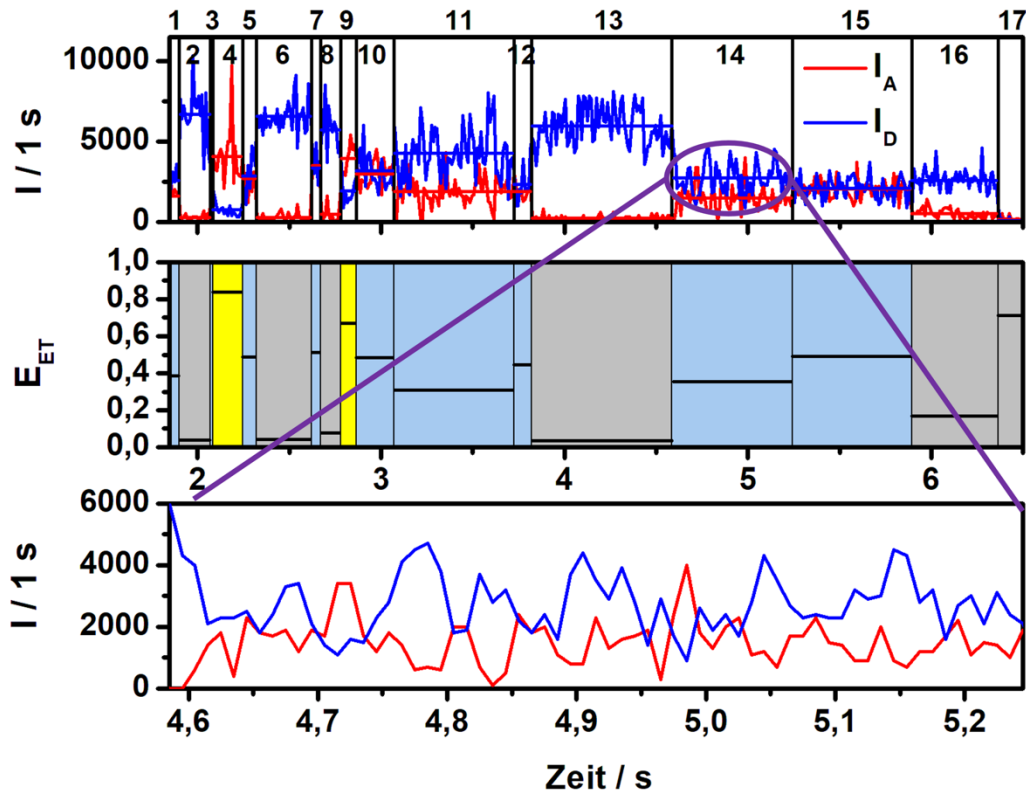 1 3 5 7 9 11 13 15 17
2 4 6 8 10 12 14 16
10000
5000
0
I / 1 s
I_A
I_D
1,0
0,8
0,6
0,4
0,2
0,0
E_ET
2 3 4 5 6
6000
4000
2000
0
I / 1 s
4,6 4,7 4,8 4,9 5,0 5,1 5,2
Zeit / s